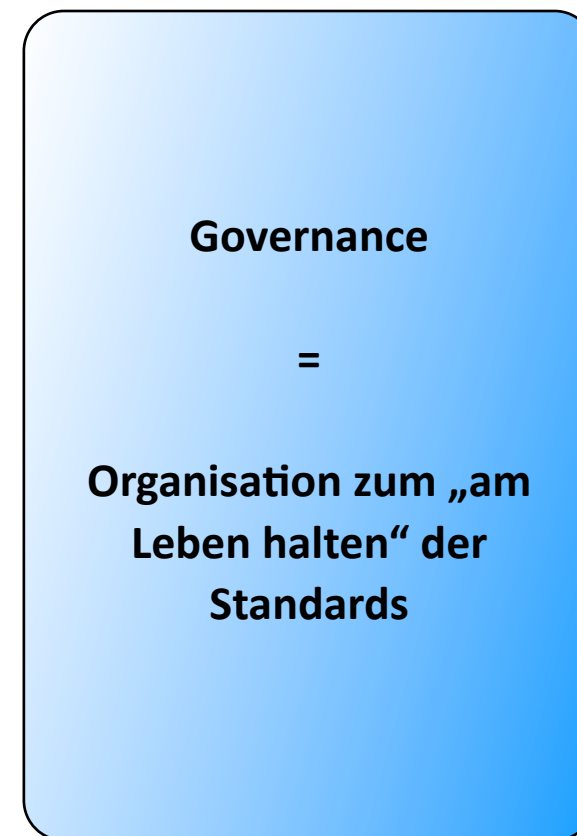 Governance
=
Organisation zum „am
Leben halten“ der
Standards